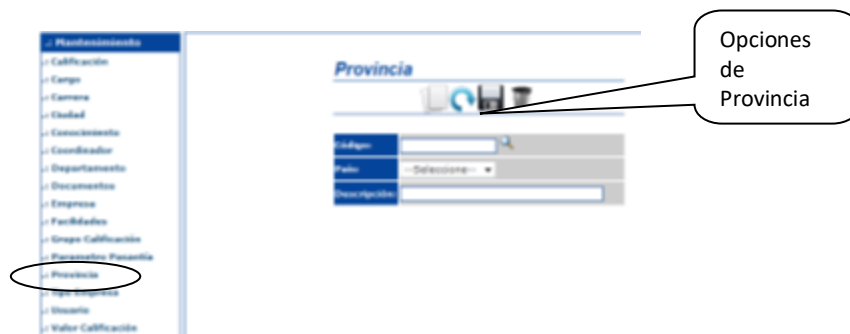 .: Mantenimiento
.: Calificación
.: Cargo
.: Carrera
.: Ciudad
.: Conocimiento
.: Coordinador
.: Departamento
.: Documentos
.: Empresa
.: Facilidades
.: Grupo Calificación
.: Parametro Pasantía
.: Provincia
.: Tipo Empresa
.: Usuario
.: Valor Calificación
Provincia
Código:
País:
--Seleccione--
Descripción:
Opciones
de
Provincia